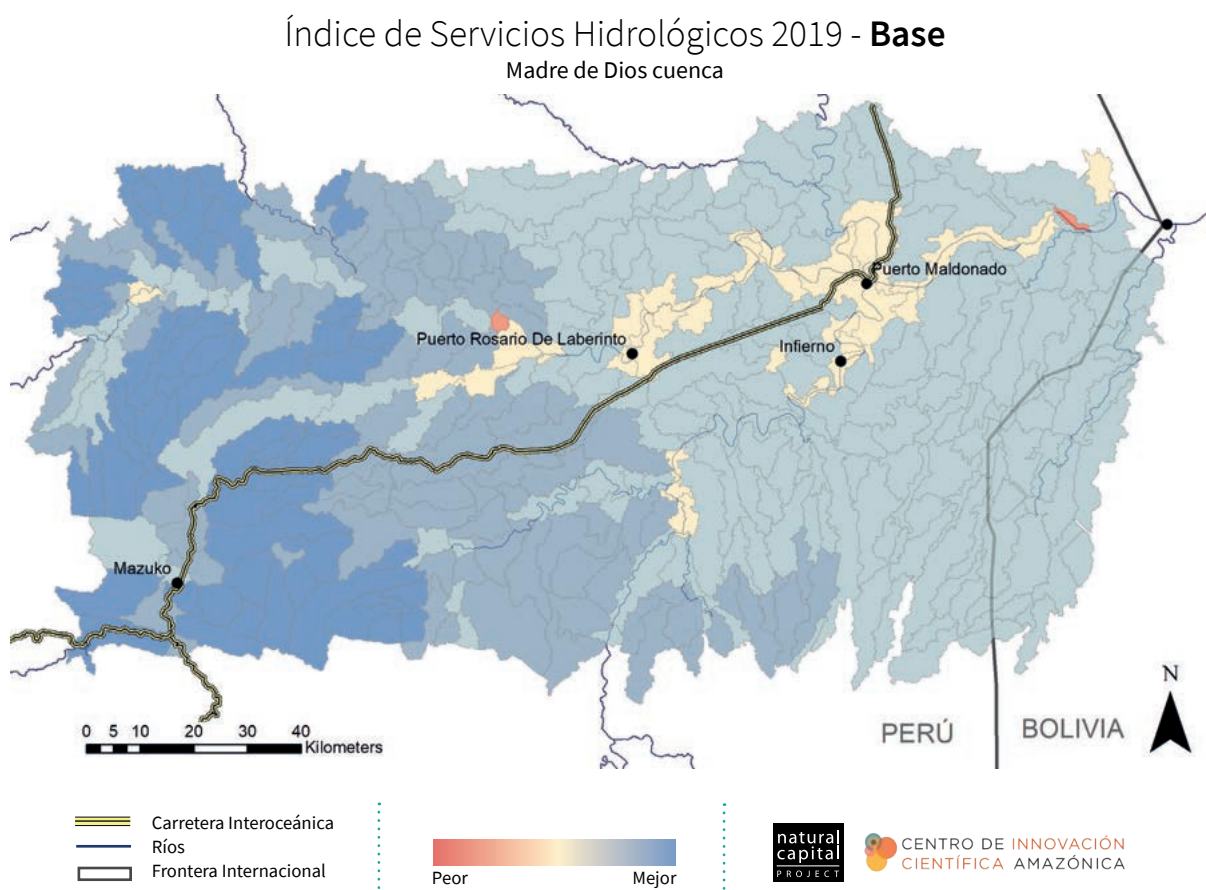 Índice de Servicios Hidrológicos 2019 - Base
Madre de Dios cuenca
Puerto Maldonado
Puerto Rosario De Laberinto
Infierno
Mazuko
N
0 5 10 20 30 40
Kilometers
PERÚ
BOLIVIA
Carretera Interoceánica
Ríos
Frontera Internacional
Peor
Mejor
natural
capital
PROJECT
CENTRO DE INNOVACIÓN
CIENTÍFICA AMAZÓNICA